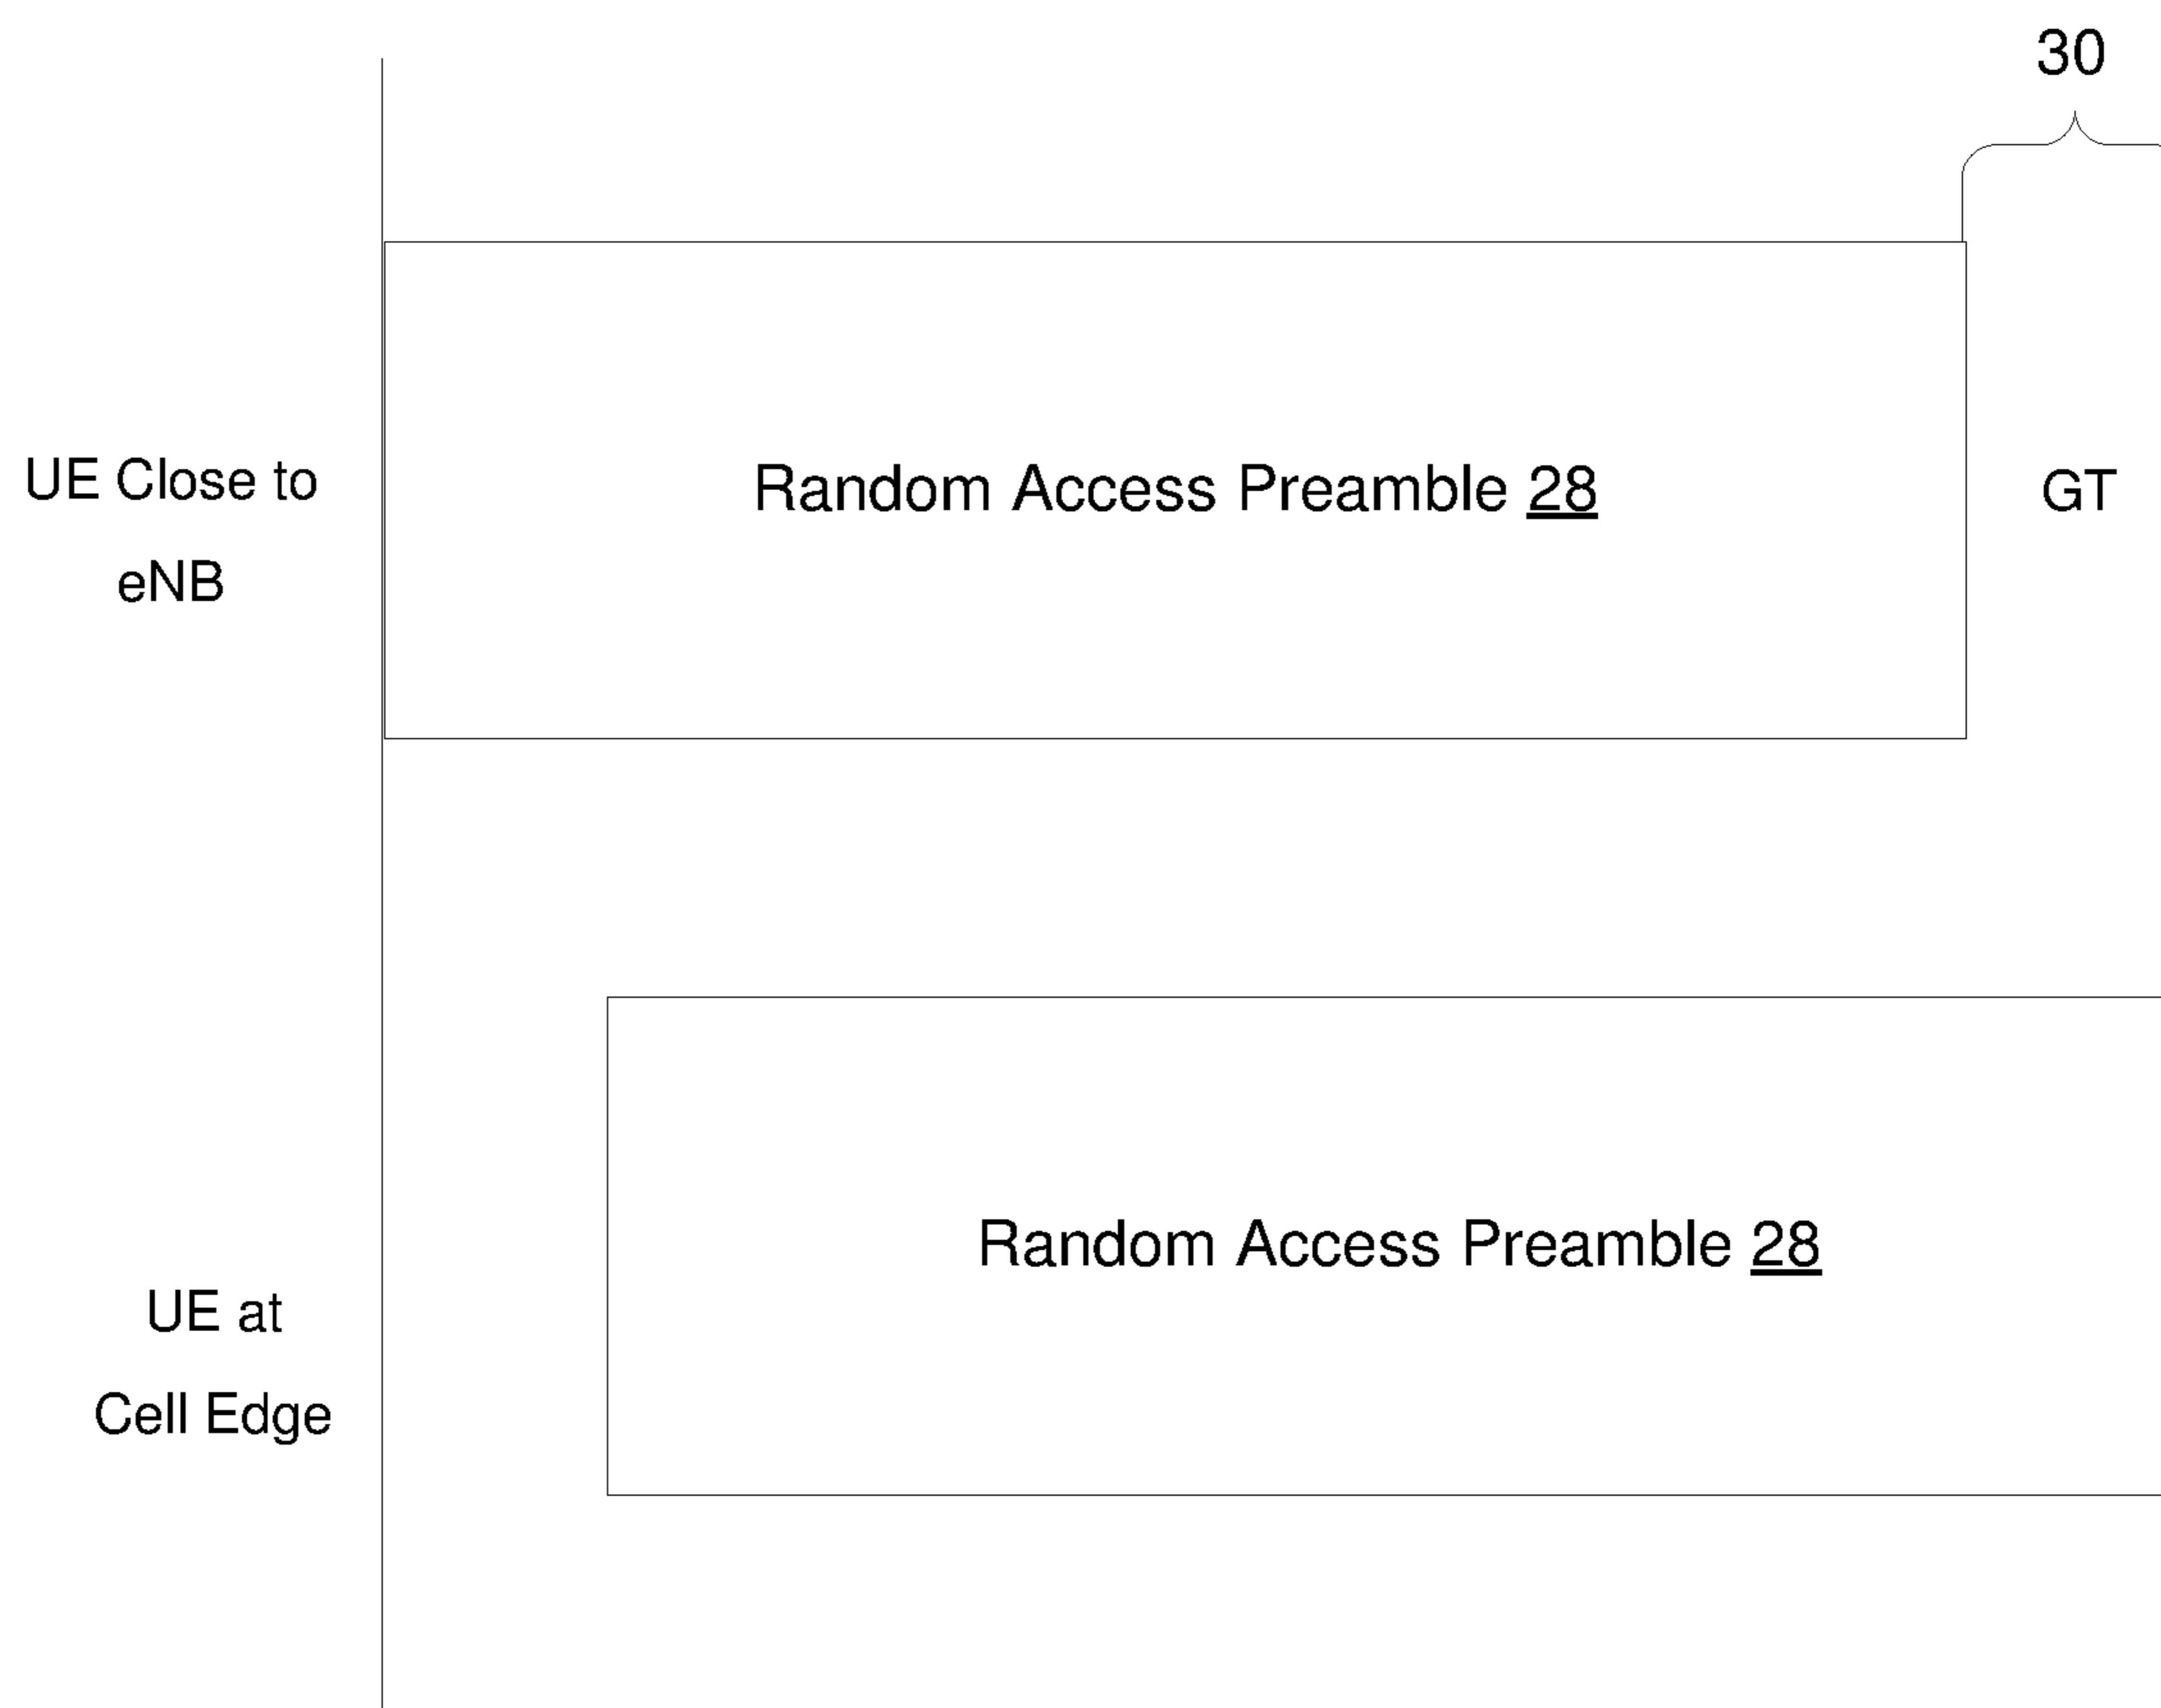 30
UE Close to
eNB
Random Access Preamble 28
GT
Random Access Preamble 28
UE at
Cell Edge